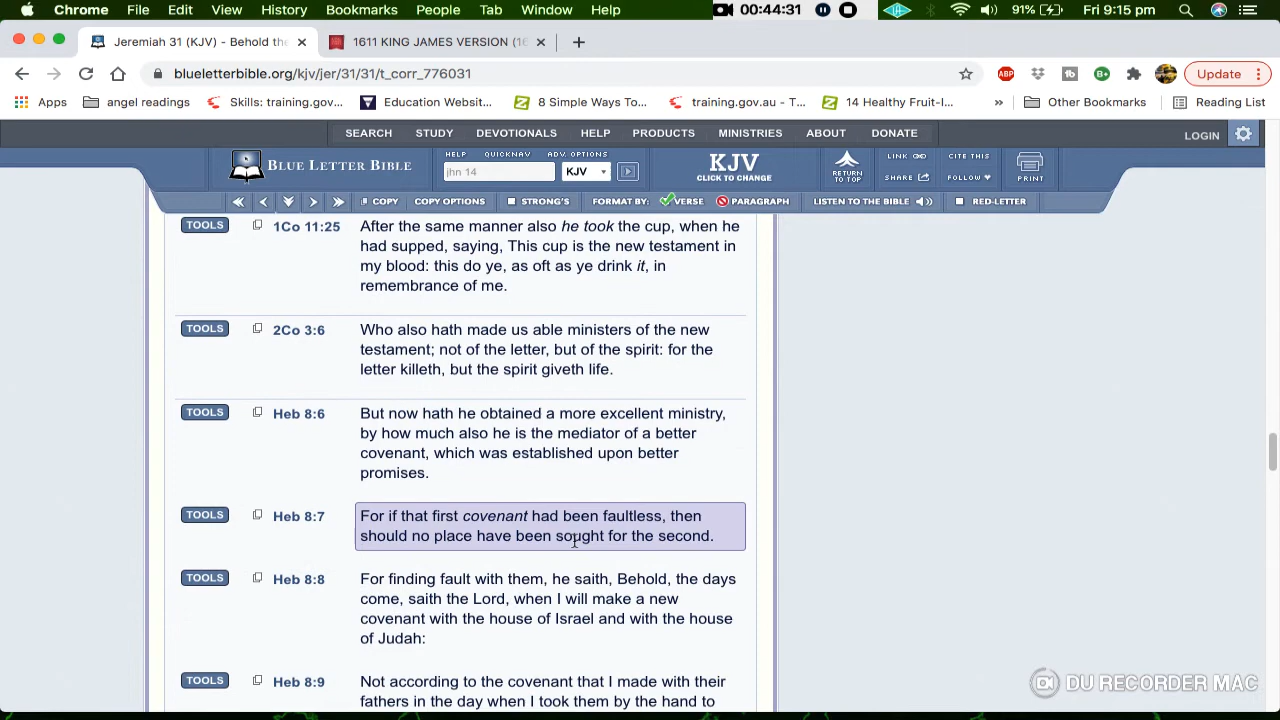 Chrome File Edit View History Bookmarks People Tab Window Help 00:44:31 91% Fri 9:15 pm
Jeremiah 31 (KJV) - Behold the 1611 KING JAMES VERSION (16
blueletterbible.org/kjv/jer/31/31/t_corr_776031 ABP Update
Apps angel readings Skills: training.gov... Education Websit... 8 Simple Ways To... training.gov.au - T... 14 Healthy Fruit-I... » Other Bookmarks Reading List
SEARCH STUDY DEVOTIONALS HELP PRODUCTS MINISTRIES ABOUT DONATE LOGIN
BLUE LETTER BIBLE
HELP QUICKNAV ADV. OPTIONS
jhn 14 KJV
KJV
CLICK TO CHANGE
RETURN
TO TOP
LINK CITE THIS
SHARE FOLLOW PRINT
COPY COPY OPTIONS STRONG'S FORMAT BY: VERSE PARAGRAPH LISTEN TO THE BIBLE RED-LETTER
TOOLS 1Co 11:25 After the same manner also he took the cup, when he
had supped, saying, This cup is the new testament in
my blood: this do ye, as oft as ye drink it, in
remembrance of me.
TOOLS 2Co 3:6 Who also hath made us able ministers of the new
testament; not of the letter, but of the spirit: for the
letter killeth, but the spirit giveth life.
TOOLS Heb 8:6 But now hath he obtained a more excellent ministry,
by how much also he is the mediator of a better
covenant, which was established upon better
promises.
TOOLS Heb 8:7 For if that first covenant had been faultless, then
should no place have been sought for the second.
TOOLS Heb 8:8 For finding fault with them, he saith, Behold, the days
come, saith the Lord, when I will make a new
covenant with the house of Israel and with the house
of Judah:
TOOLS Heb 8:9 Not according to the covenant that I made with their
fathers in the day when I took them by the hand to
DU RECORDER MAC